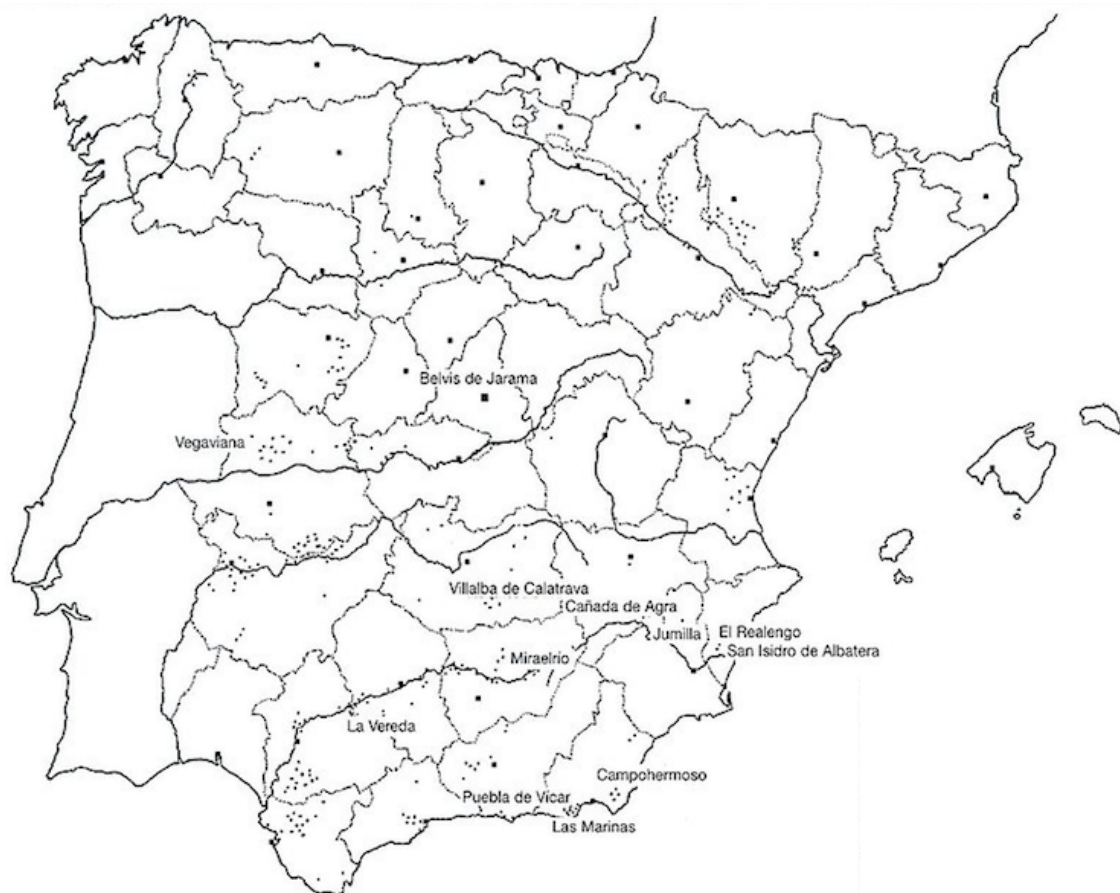 Belvis de Jarama
Vegaviana
Villalba de Calatrava
Cañada de Agra
Jumilla
El Realengo
San Isidro de Albatera
Miraelrio
La Vereda
Campohermoso
Puebla de Vicar
Las Marinas